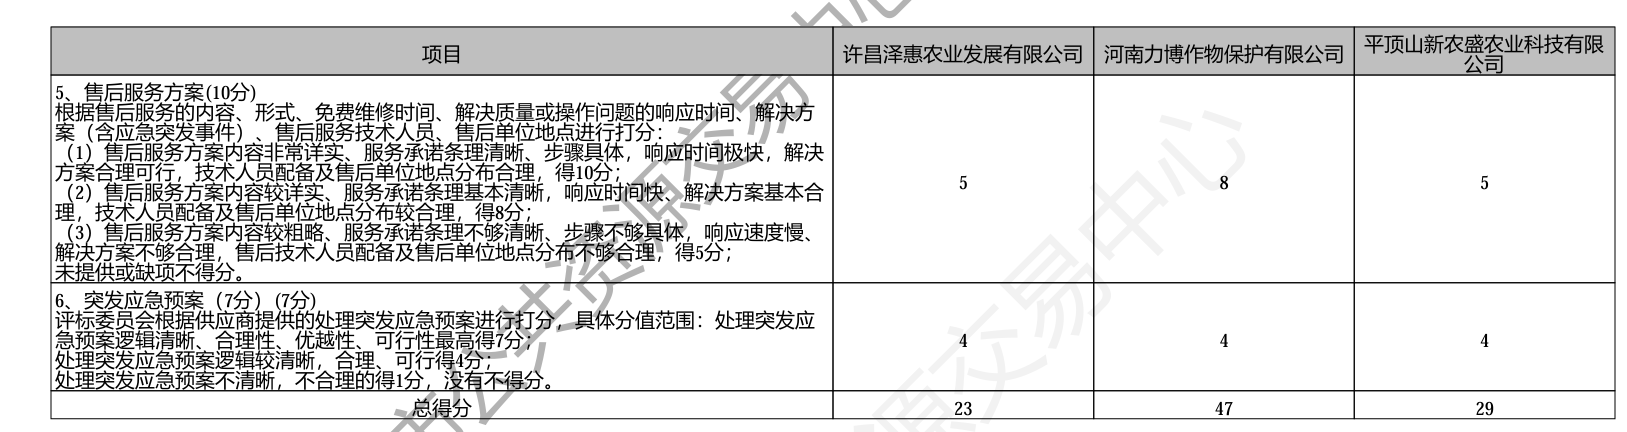 项目
许昌泽惠农业发展有限公司
河南力博作物保护有限公司
平顶山新农盛农业科技有限
公司
5、售后服务方案(10分)
根据售后服务的内容、形式、免费维修时间、解决质量或操作问题的响应时间、解决方
案（含应急突发事件）、售后服务技术人员、售后单位地点进行打分：
（1）售后服务方案内容非常详实、服务承诺条理清晰、步骤具体，响应时间极快，解决
方案合理可行，技术人员配备及售后单位地点分布合理，得10分；
（2）售后服务方案内容较详实、服务承诺条理基本清晰，响应时间快、解决方案基本合
理，技术人员配备及售后单位地点分布较合理，得8分；
（3）售后服务方案内容较粗略、服务承诺条理不够清晰、步骤不够具体，响应速度慢、
解决方案不够合理，售后技术人员配备及售后单位地点分布不够合理，得5分；
未提供或缺项不得分。
5
8
5
6、突发应急预案（7分）(7分)
评标委员会根据供应商提供的处理突发应急预案进行打分，具体分值范围：处理突发应
急预案逻辑清晰、合理性、优越性、可行性最高得7分；
处理突发应急预案逻辑较清晰，合理、可行得4分；
处理突发应急预案不清晰，不合理的得1分，没有不得分。
4
4
4
总得分
23
47
29
公共资源交易中心
源交易中心